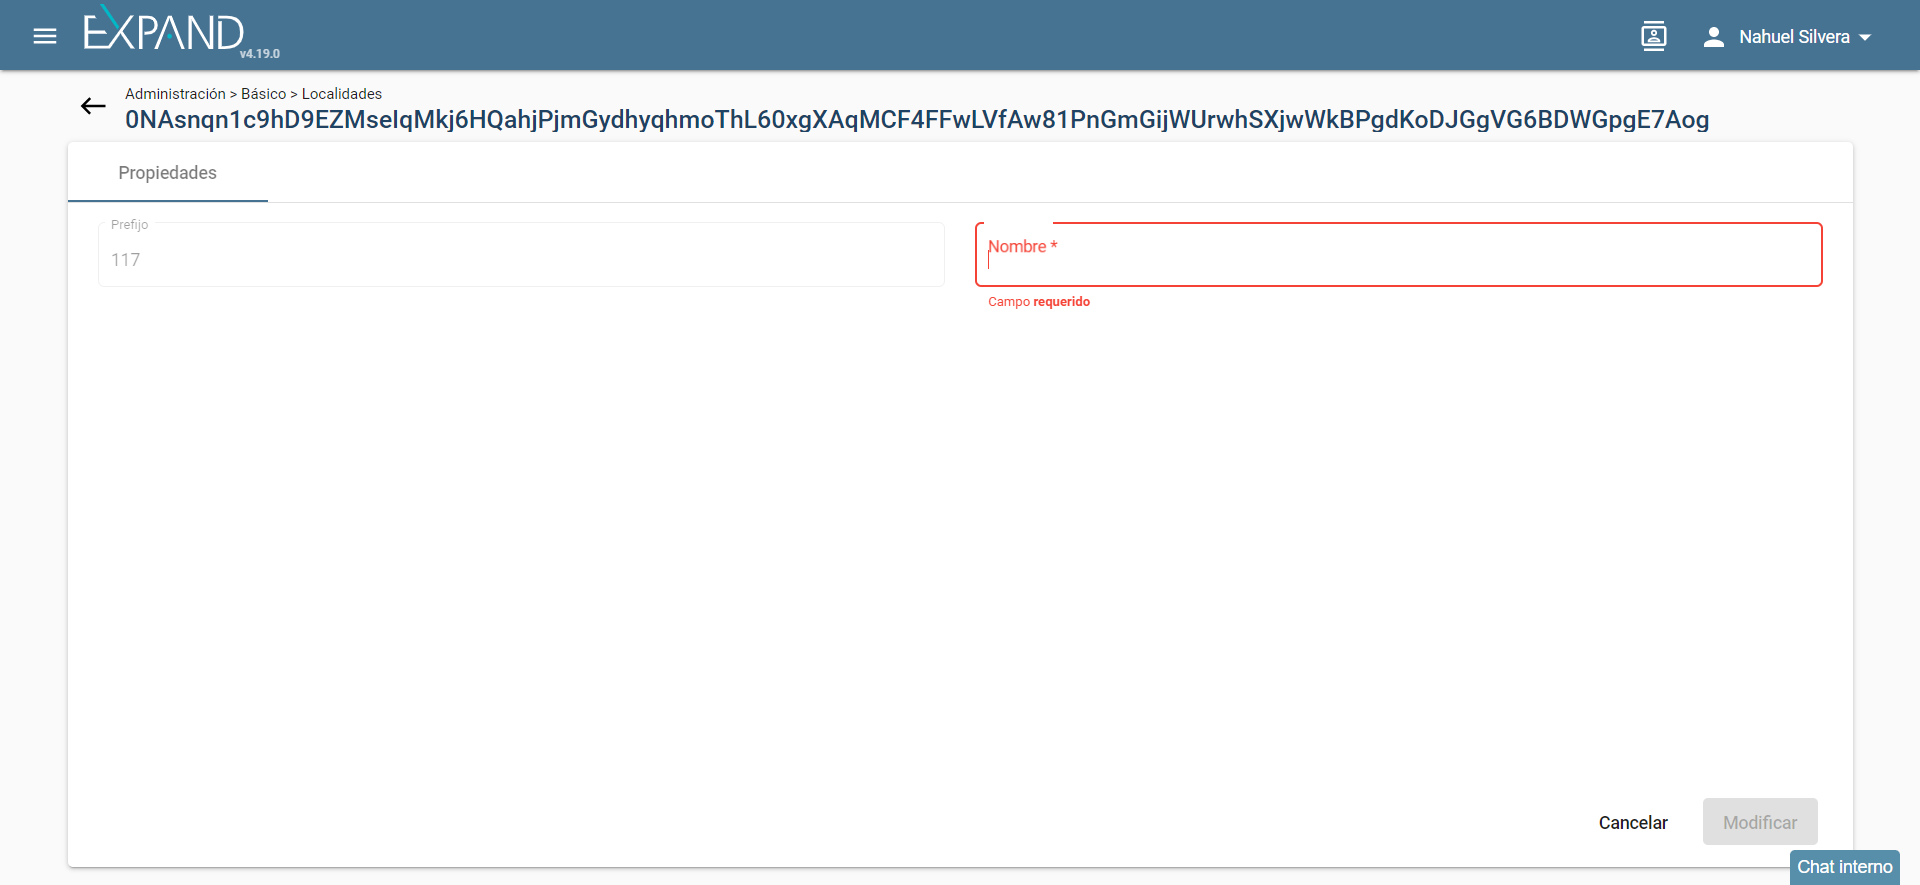 EXPAND
v4.19.0
Nahuel Silvera
Administración > Básico > Localidades
0NAsnqn1c9hD9EZMseIqMkj6HQahjPjmGydhyqhmoThL60xgXAqMCF4FFwLVfAw81PnGmGijWUrwhSXjwWkBPgdKoDJGgVG6BDWGpgE7Aog
Propiedades
Prefijo
117
Nombre *
Campo requerido
Cancelar
Modificar
Chat interno